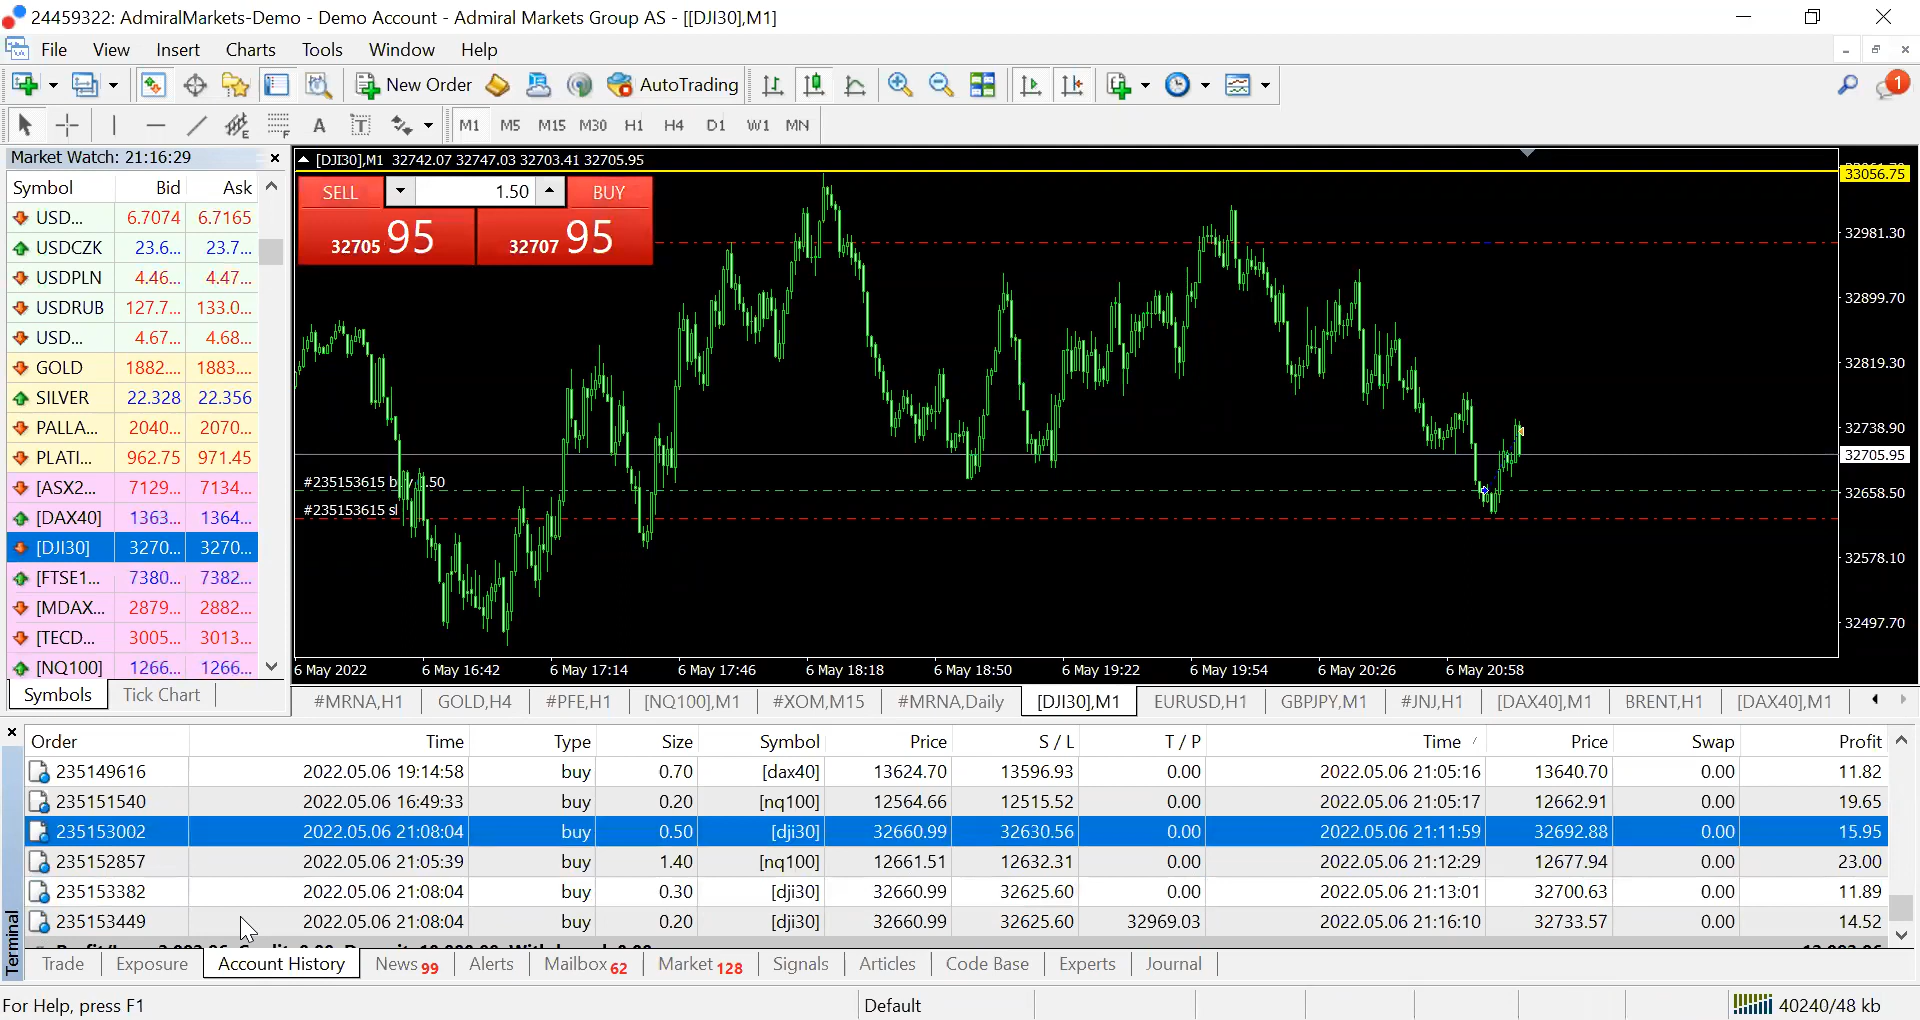 24459322: AdmiralMarkets-Demo - Demo Account - Admiral Markets Group AS - [[DJI30],M1]
File View Insert Charts Tools Window Help
New Order AutoTrading 1
A T M1 M5 M15 M30 H1 H4 D1 W1 MN
Market Watch: 21:16:29
Symbol Bid Ask
USD... 6.7074 6.7165
USDCZK 23.6... 23.7...
USDPLN 4.46... 4.47...
USDRUB 127.7... 133.0...
USD... 4.67... 4.68...
GOLD 1882.... 1883....
SILVER 22.328 22.356
PALLA... 2040... 2070...
PLATI... 962.75 971.45
[ASX2... 7129... 7134...
[DAX40] 1363... 1364...
[DJI30] 3270... 3270...
[FTSE1... 7380... 7382...
[MDAX... 2879... 2882...
[TECD... 3005... 3013...
[NQ100] 1266... 1266...
Symbols Tick Chart
[DJI30],M1 32742.07 32747.03 32703.41 32705.95
SELL 1.50 BUY
32705 95 32707 95
#235153615 sl
33056.75
32981.30
32899.70
32819.30
32738.90
32705.95
32658.50
32578.10
32497.70
6 May 2022 6 May 16:42 6 May 17:14 6 May 17:46 6 May 18:18 6 May 18:50 6 May 19:22 6 May 19:54 6 May 20:26 6 May 20:58
#MRNA,H1 GOLD,H4 #PFE,H1 [NQ100],M1 #XOM,M15 #MRNA,Daily [DJI30],M1 EURUSD,H1 GBPJPY,M1 #JNJ,H1 [DAX40],M1 BRENT,H1 [DAX40],M1
Order Time Type Size Symbol Price S / L T / P Time Price Swap Profit
235149616 2022.05.06 19:14:58 buy 0.70 [dax40] 13624.70 13596.93 0.00 2022.05.06 21:05:16 13640.70 0.00 11.82
235151540 2022.05.06 16:49:33 buy 0.20 [nq100] 12564.66 12515.52 0.00 2022.05.06 21:05:17 12662.91 0.00 19.65
235153002 2022.05.06 21:08:04 buy 0.50 [dji30] 32660.99 32630.56 0.00 2022.05.06 21:11:59 32692.88 0.00 15.95
235152857 2022.05.06 21:05:39 buy 1.40 [nq100] 12661.51 12632.31 0.00 2022.05.06 21:12:29 12677.94 0.00 23.00
235153382 2022.05.06 21:08:04 buy 0.30 [dji30] 32660.99 32625.60 0.00 2022.05.06 21:13:01 32700.63 0.00 11.89
235153449 2022.05.06 21:08:04 buy 0.20 [dji30] 32660.99 32625.60 32969.03 2022.05.06 21:16:10 32733.57 0.00 14.52
Terminal
Trade Exposure Account History News 99 Alerts Mailbox 62 Market 128 Signals Articles Code Base Experts Journal
For Help, press F1 Default 40240/48 kb